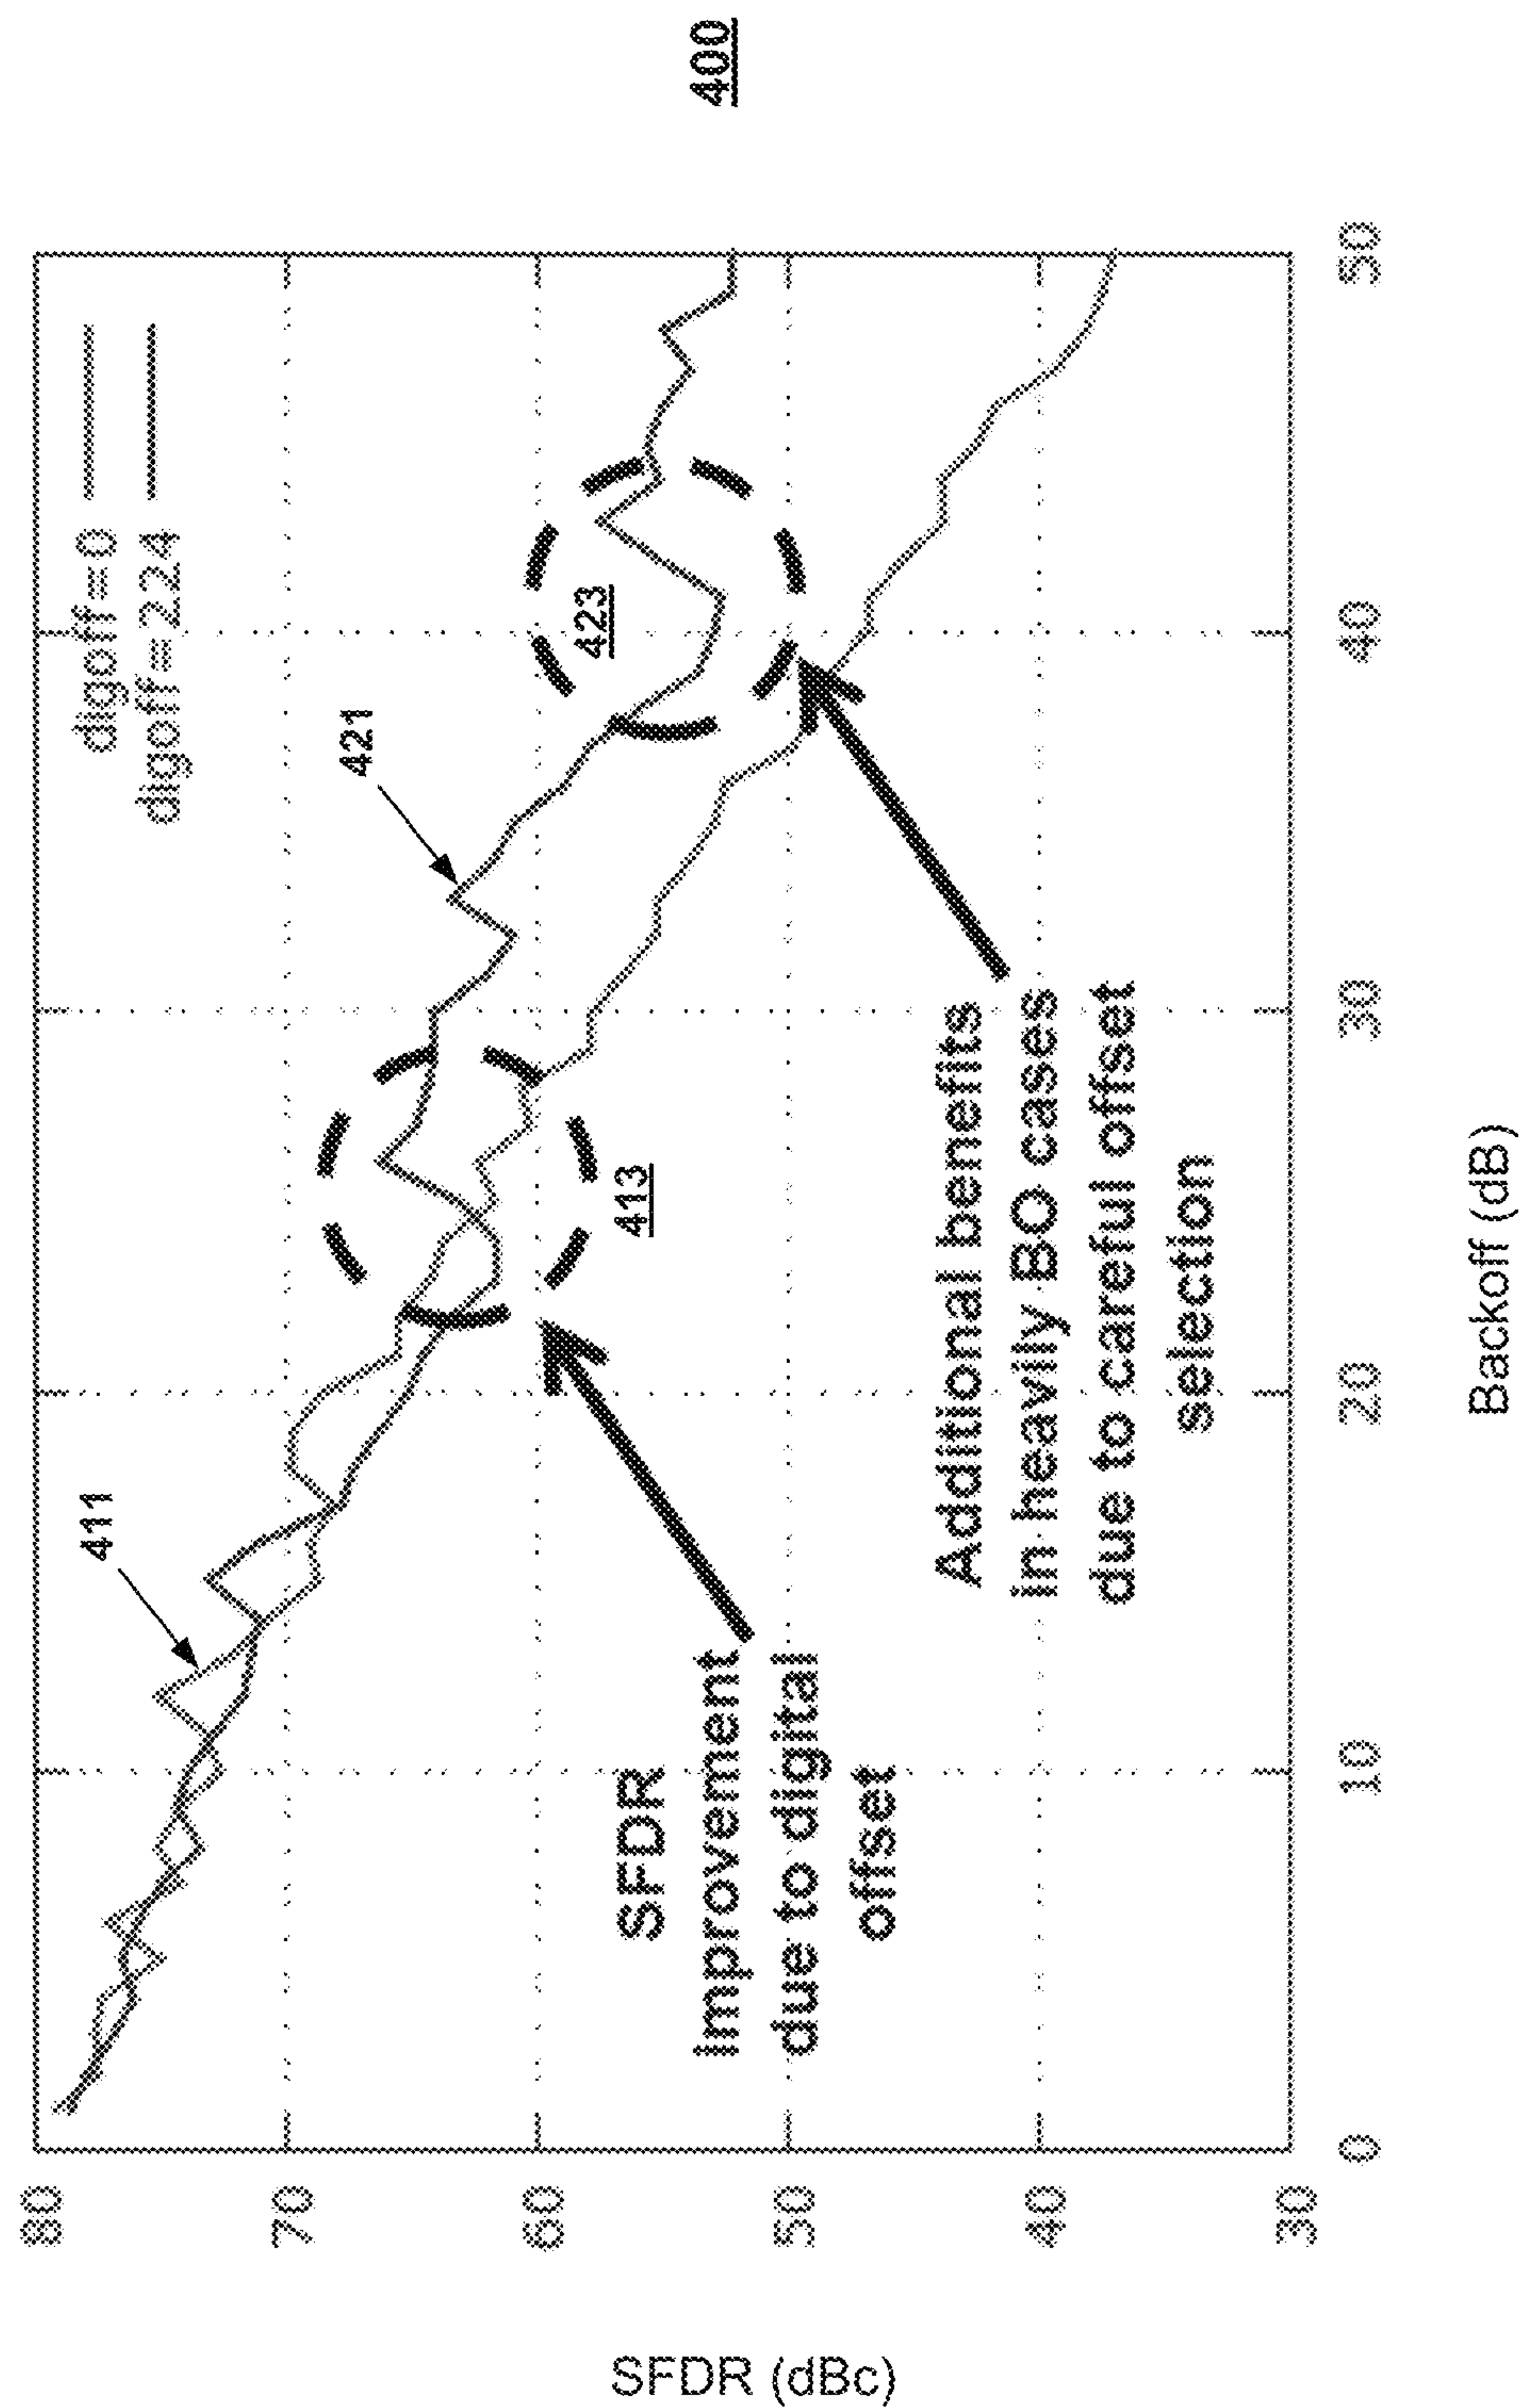 400
digoff=0
digoff=224
411
421
423
413
SFDR
improvement
due to digital
offset
Additional benefits
in heavily BO cases
due to careful offset
selection
80
70
60
50
40
30
0
10
20
30
40
50
SFDR (dBc)
Backoff (dB)